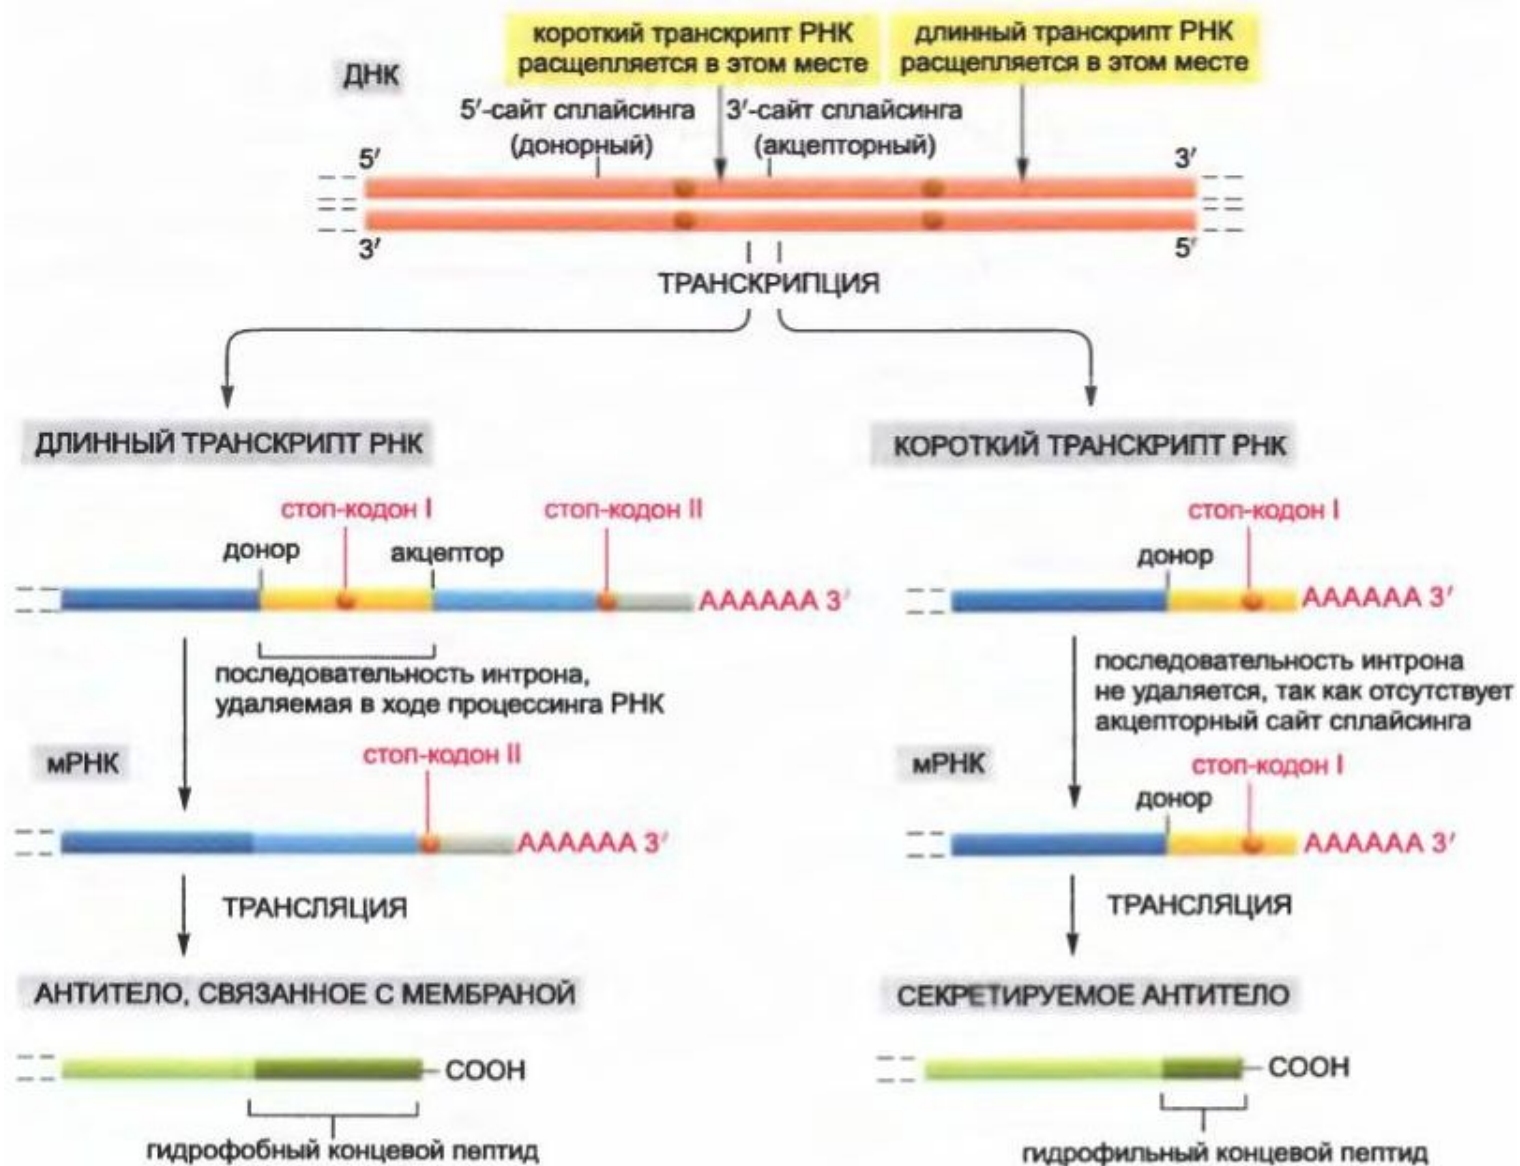 короткий транскрипт РНК
расщепляется в этом месте
длинный транскрипт РНК
расщепляется в этом месте
ДНК
5′-сайт сплайсинга
(донорный)
3′-сайт сплайсинга
(акцепторный)
5′
3′
3′
5′
ТРАНСКРИПЦИЯ
ДЛИННЫЙ ТРАНСКРИПТ РНК
стоп-кодон I
стоп-кодон II
донор
акцептор
АААААА 3′
последовательность интрона,
удаляемая в ходе процессинга РНК
мРНК
стоп-кодон II
АААААА 3′
ТРАНСЛЯЦИЯ
АНТИТЕЛО, СВЯЗАННОЕ С МЕМБРАНОЙ
COOH
гидрофобный концевой пептид
КОРОТКИЙ ТРАНСКРИПТ РНК
стоп-кодон I
донор
АААААА 3′
последовательность интрона
не удаляется, так как отсутствует
акцепторный сайт сплайсинга
мРНК
стоп-кодон I
донор
АААААА 3′
ТРАНСЛЯЦИЯ
СЕКРЕТИРУЕМОЕ АНТИТЕЛО
COOH
гидрофильный концевой пептид